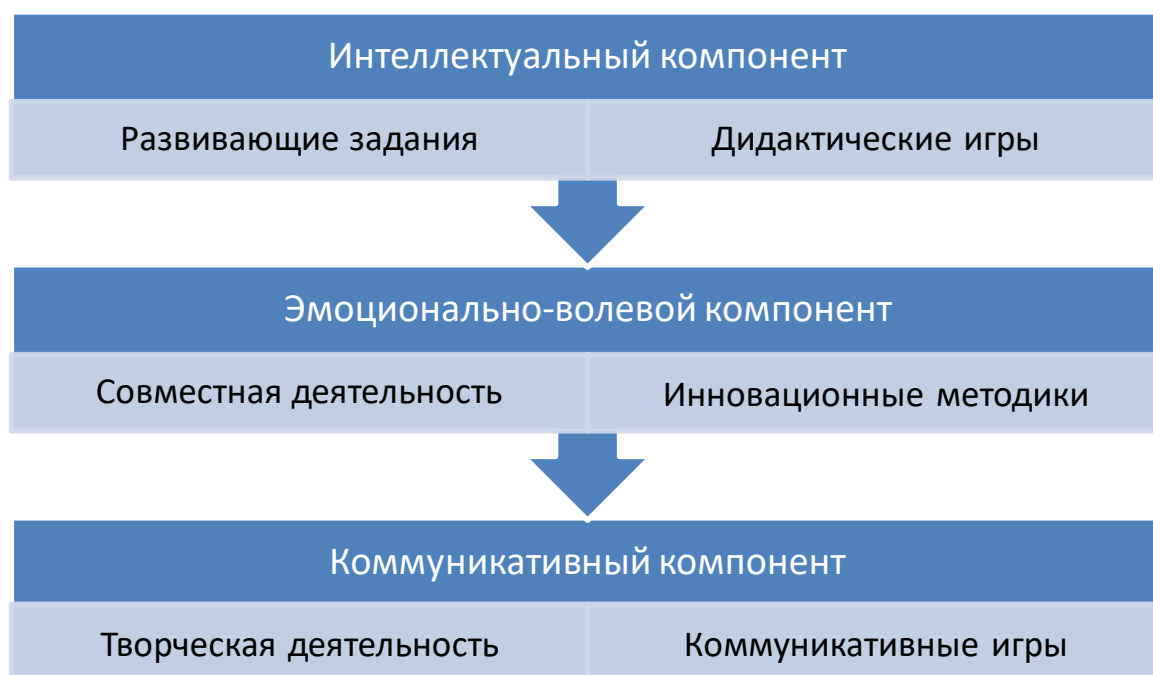 Интеллектуальный компонент
Развивающие задания
Дидактические игры
Эмоционально-волевой компонент
Совместная деятельность
Инновационные методики
Коммуникативный компонент
Творческая деятельность
Коммуникативные игры